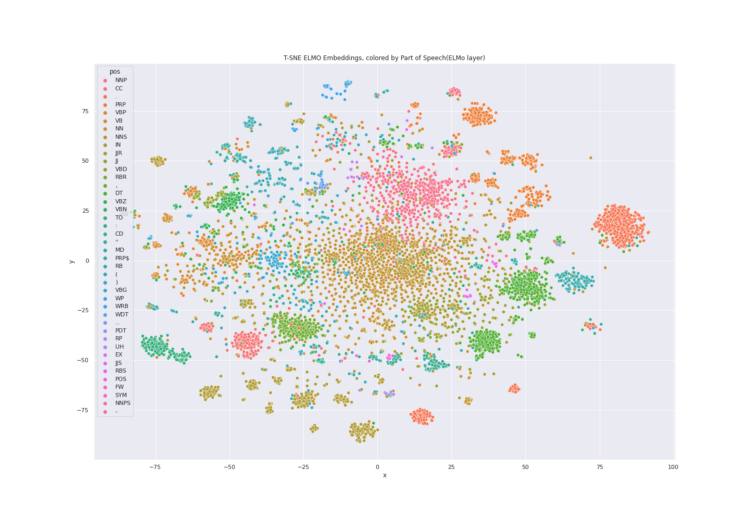 T-SNE ELMO Embeddings, colored by Part of Speech(ELMo layer)
pos
NNP
CC
PRP
VBP
VB
NN
NNS
IN
JJR
JJ
VBD
RBR
,
DT
VBZ
VBN
TO
:
CD
"
MD
PRP$
RB
(
)
VBG
WP
WRB
WDT
PDT
RP
UH
EX
JJS
RBS
POS
FW
SYM
NNPS
75
50
25
0
−25
−50
−75
y
−75
−50
−25
0
25
50
75
100
x